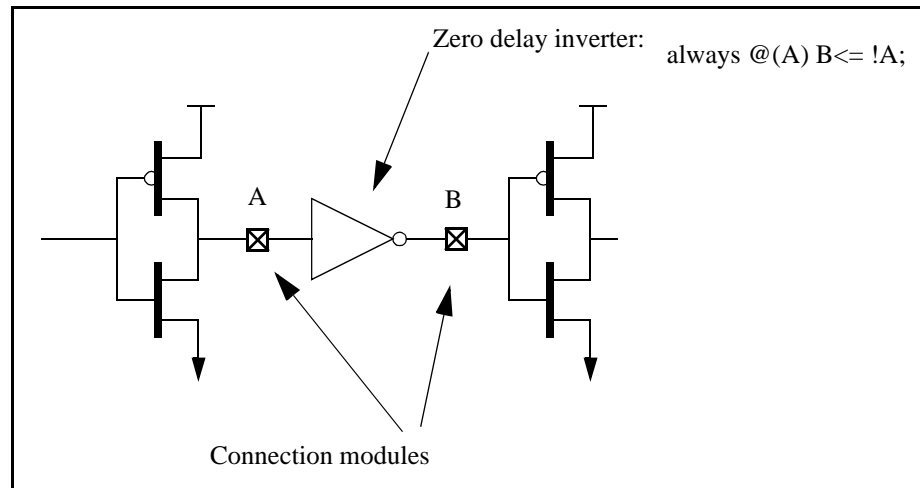 Zero delay inverter:
always @(A) B<= !A;
A
B
Connection modules